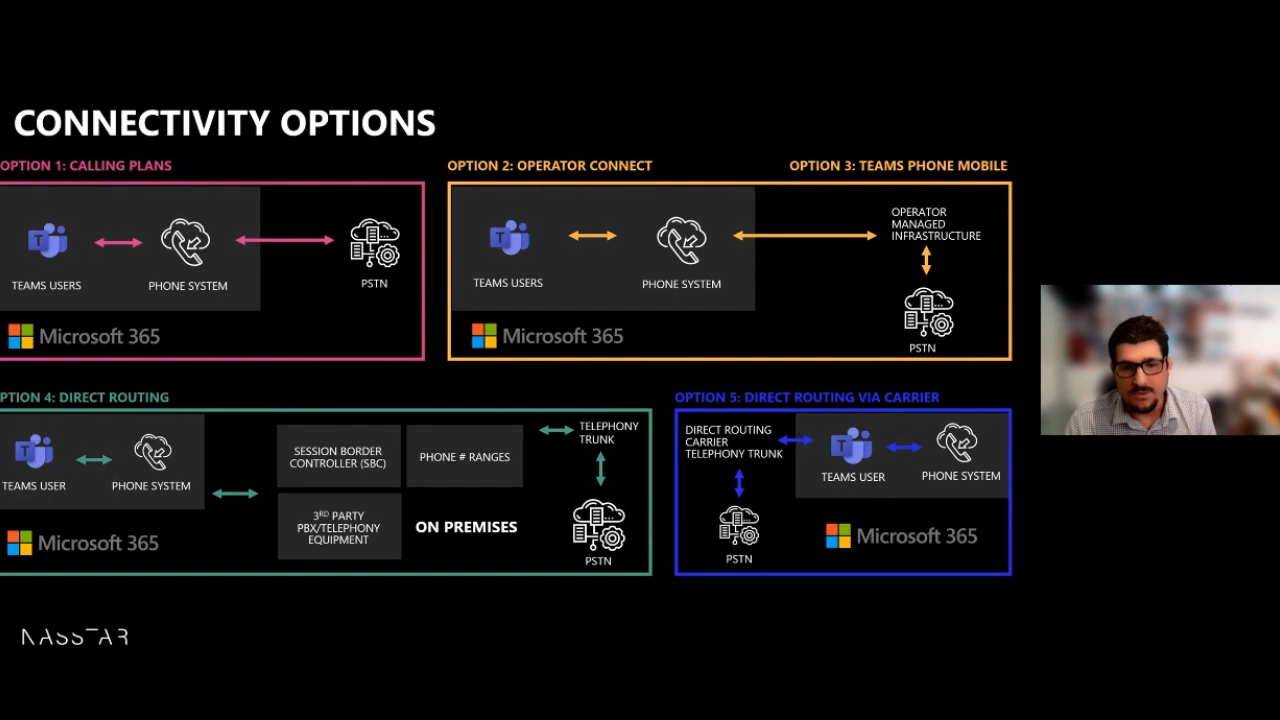 CONNECTIVITY OPTIONS
OPTION 1: CALLING PLANS
TEAMS USERS
PHONE SYSTEM
PSTN
Microsoft 365
OPTION 2: OPERATOR CONNECT
OPTION 3: TEAMS PHONE MOBILE
TEAMS USERS
PHONE SYSTEM
OPERATOR
MANAGED
INFRASTRUCTURE
PSTN
Microsoft 365
PTION 4: DIRECT ROUTING
TEAMS USER
PHONE SYSTEM
Microsoft 365
SESSION BORDER
CONTROLLER (SBC)
PHONE # RANGES
3RD PARTY
PBX/TELEPHONY
EQUIPMENT
ON PREMISES
TELEPHONY
TRUNK
PSTN
OPTION 5: DIRECT ROUTING VIA CARRIER
DIRECT ROUTING
CARRIER
TELEPHONY TRUNK
PSTN
TEAMS USER
PHONE SYSTEM
Microsoft 365
NASSTAR